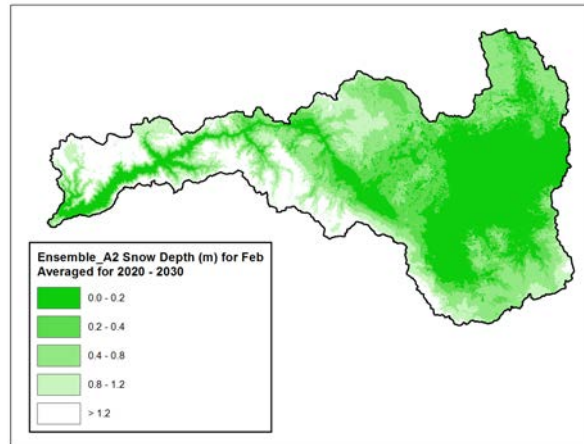 Ensemble_A2 Snow Depth (m) for Feb
Averaged for 2020 - 2030
0.0 - 0.2
0.2 - 0.4
0.4 - 0.8
0.8 - 1.2
> 1.2